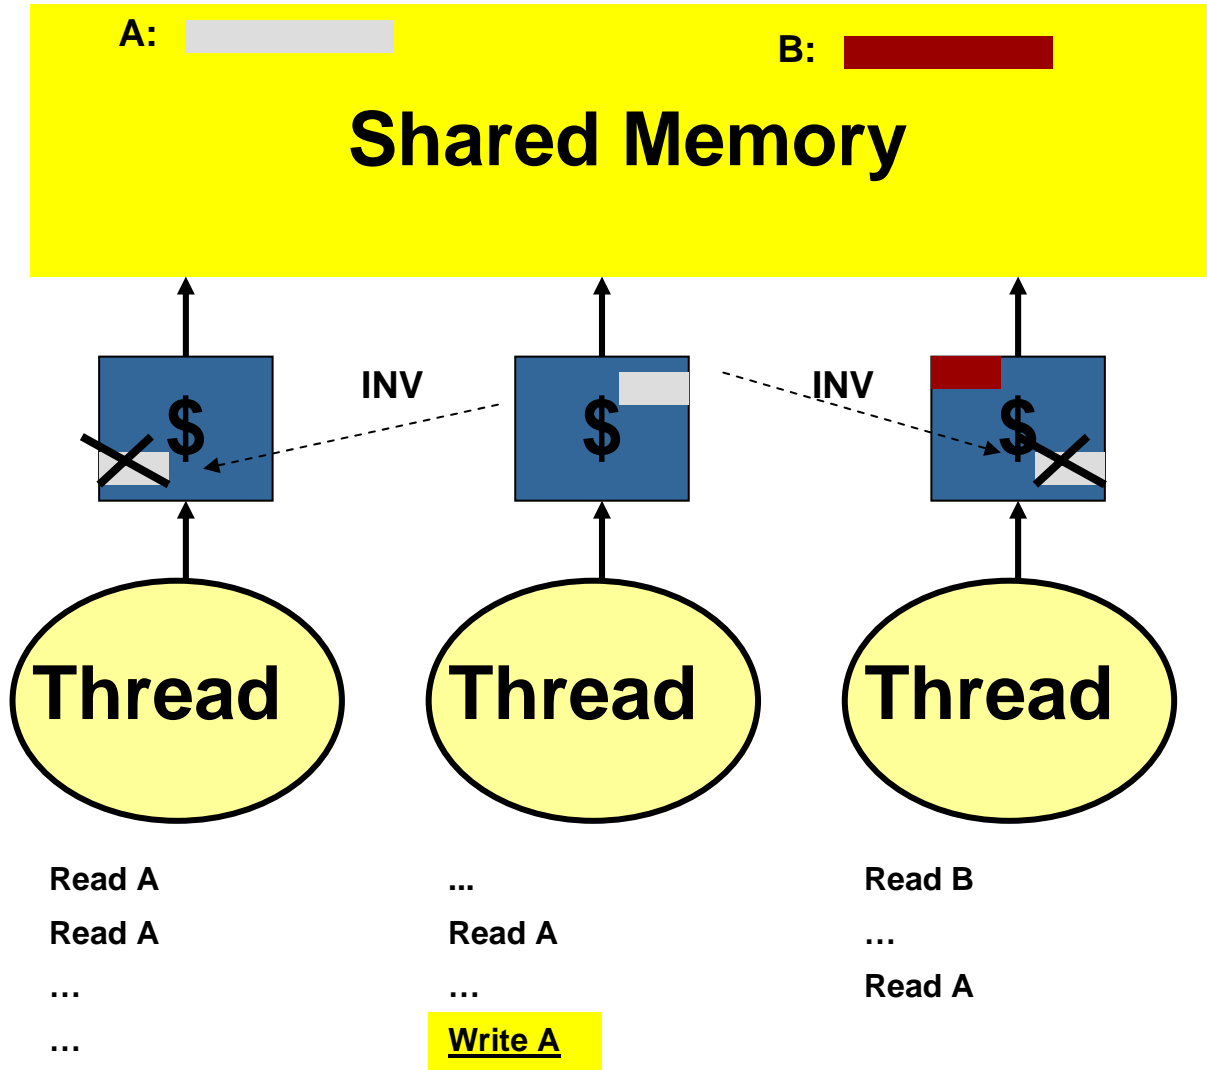 A:
B:
Shared Memory
INV
INV
$
$
$
Thread
Thread
Thread
Read A
...
Read B
Read A
Read A
…
…
…
Read A
…
Write A